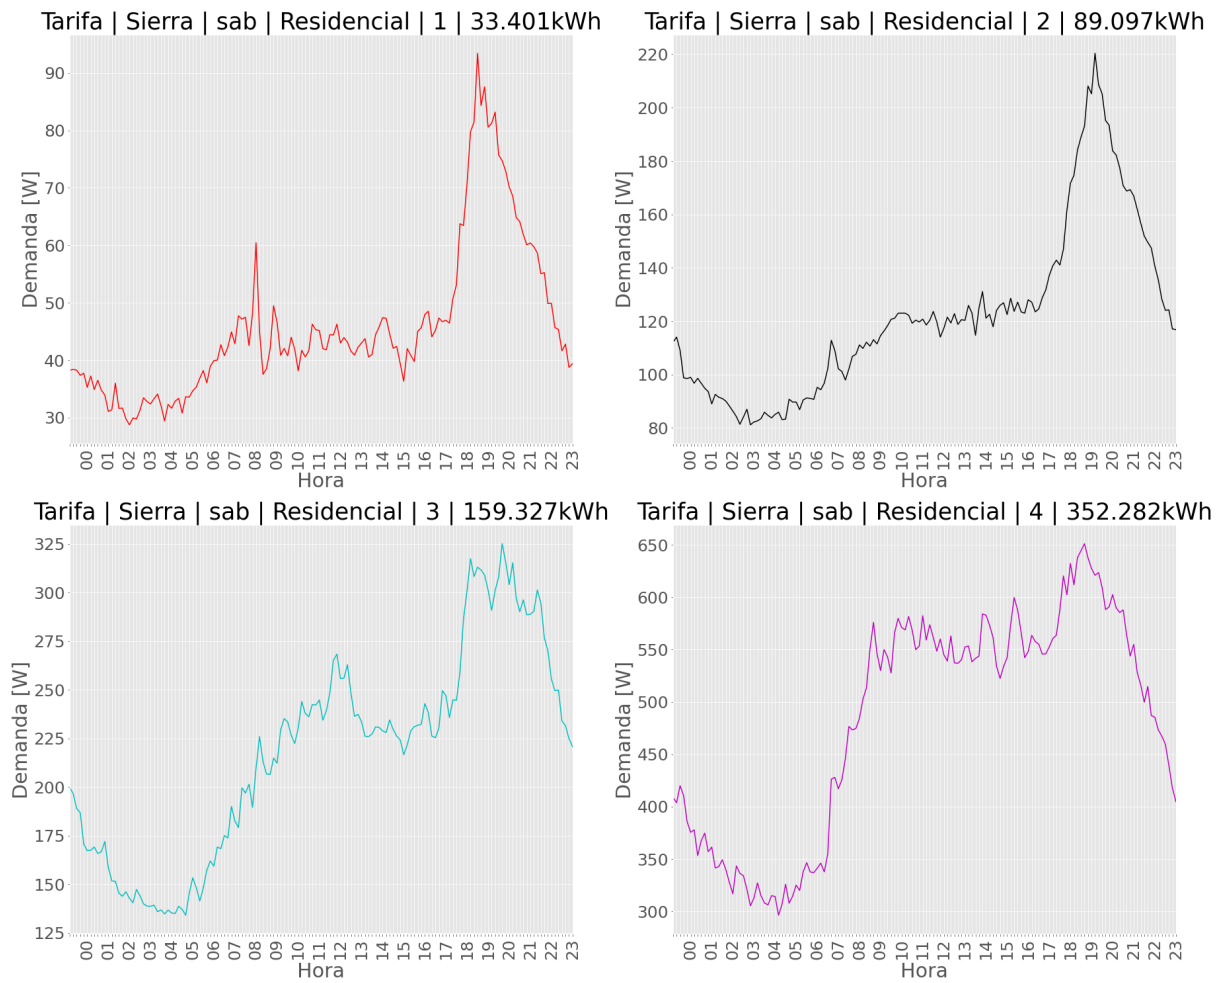 Tarifa | Sierra | sab | Residencial | 1 | 33.401kWh
Demanda [W]
90
80
70
60
50
40
30
00 01 02 03 04 05 06 07 08 09 10 11 12 13 14 15 16 17 18 19 20 21 22 23
Hora
Tarifa | Sierra | sab | Residencial | 2 | 89.097kWh
Demanda [W]
220
200
180
160
140
120
100
80
00 01 02 03 04 05 06 07 08 09 10 11 12 13 14 15 16 17 18 19 20 21 22 23
Hora
Tarifa | Sierra | sab | Residencial | 3 | 159.327kWh
Demanda [W]
325
300
275
250
225
200
175
150
125
00 01 02 03 04 05 06 07 08 09 10 11 12 13 14 15 16 17 18 19 20 21 22 23
Hora
Tarifa | Sierra | sab | Residencial | 4 | 352.282kWh
Demanda [W]
650
600
550
500
450
400
350
300
00 01 02 03 04 05 06 07 08 09 10 11 12 13 14 15 16 17 18 19 20 21 22 23
Hora